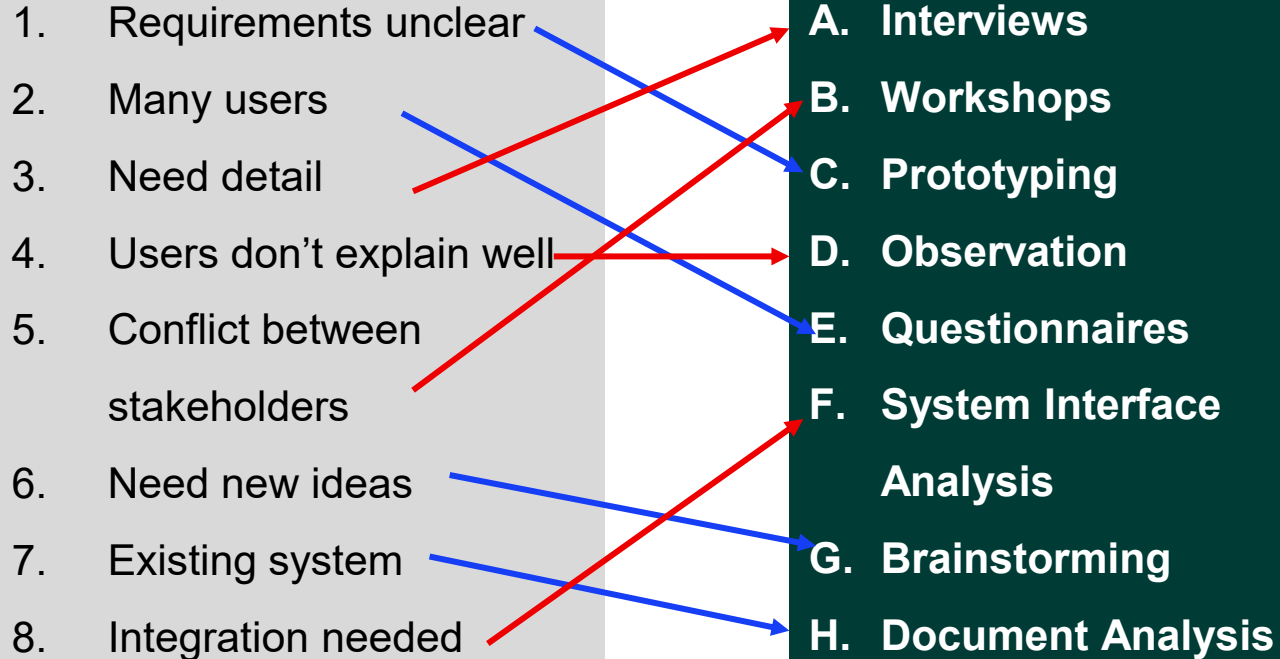 1. Requirements unclear
2. Many users
3. Need detail
4. Users don’t explain well
5. Conflict between
stakeholders
6. Need new ideas
7. Existing system
8. Integration needed
A. Interviews
B. Workshops
C. Prototyping
D. Observation
E. Questionnaires
F. System Interface
Analysis
G. Brainstorming
H. Document Analysis